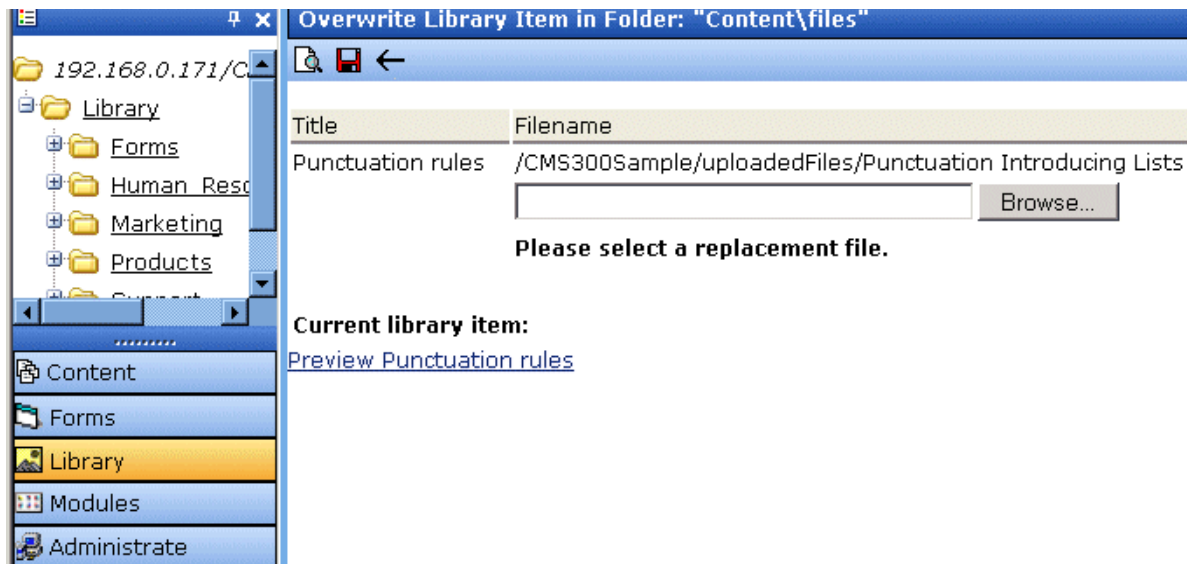 Overwrite Library Item in Folder: "Content\files"
192.168.0.171/C
Library
Forms
Human_Reso
Marketing
Products
Support
Title Filename
Punctuation rules /CMS300Sample/uploadedFiles/Punctuation Introducing Lists
Browse...
Please select a replacement file.
Current library item:
Preview Punctuation rules
Content
Forms
Library
Modules
Administrate